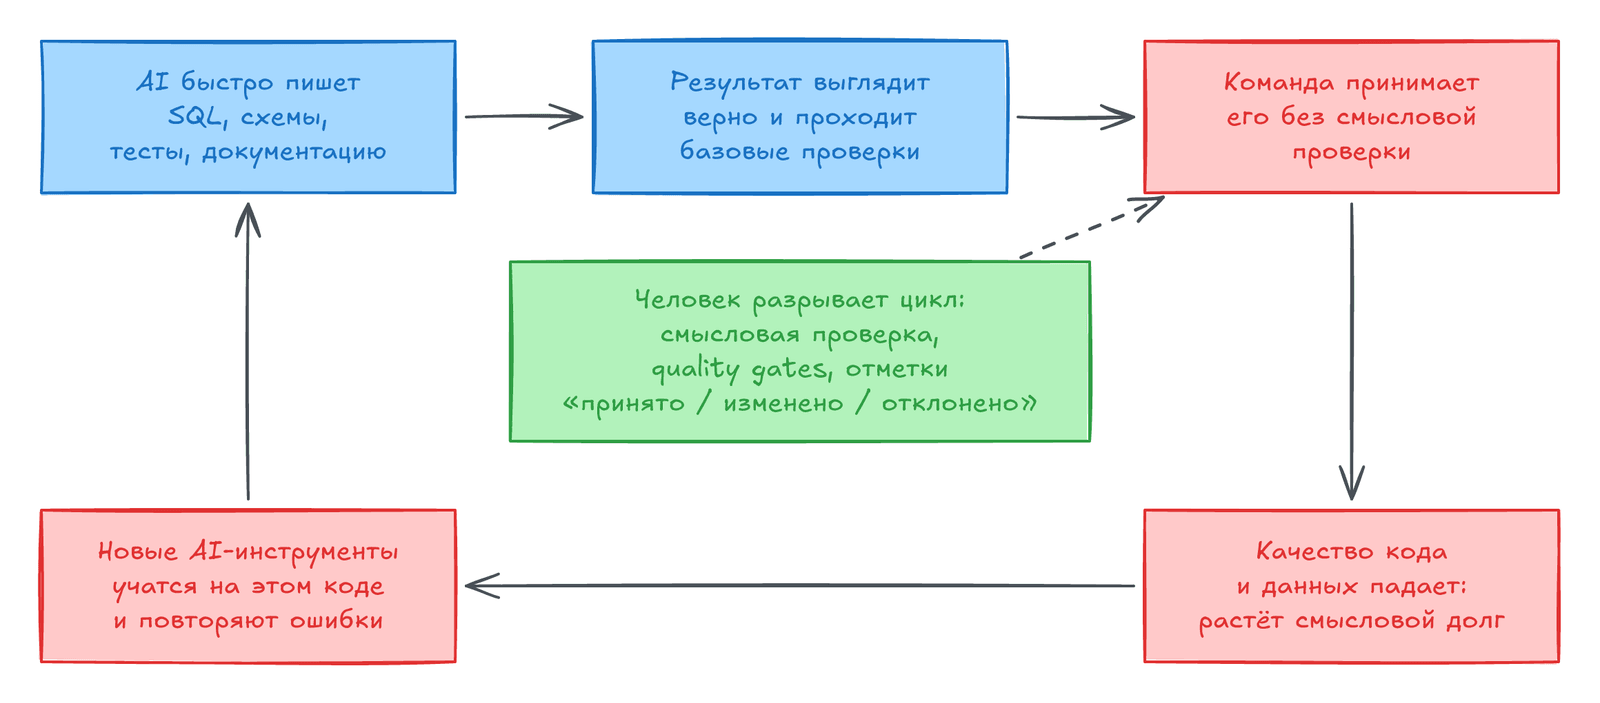 AI быстро пишет
SQL, схемы,
тесты, документацию
Результат выглядит
верно и проходит
базовые проверки
Команда принимает
его без смысловой
проверки
Человек разрывает цикл:
смысловая проверка,
quality gates, отметки
«принято / изменено / отклонено»
Новые AI-инструменты
учатся на этом коде
и повторяют ошибки
Качество кода
и данных падает:
растёт смысловой долг